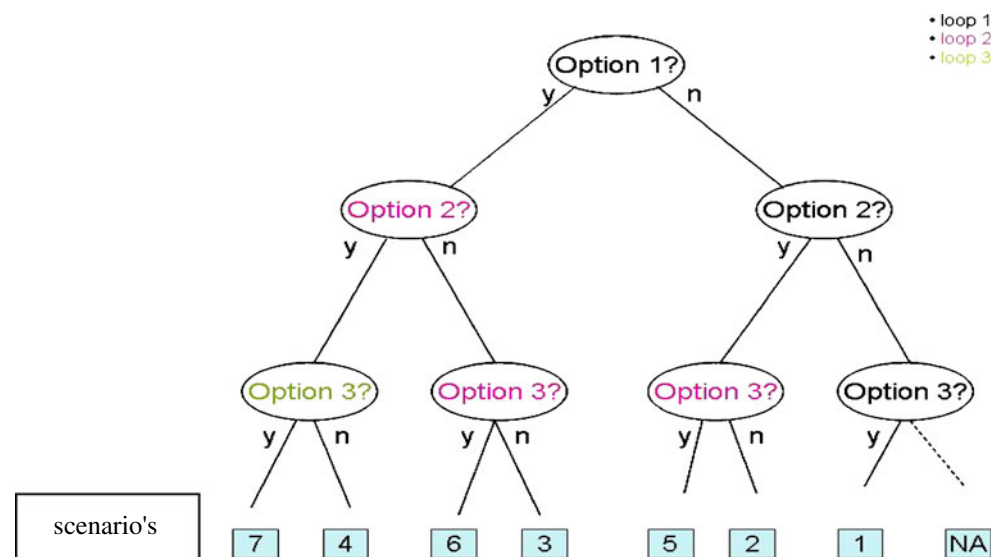 • loop 1
• loop 2
• loop 3
Option 1?
y n
Option 2? Option 2?
y n y n
Option 3? Option 3? Option 3? Option 3?
y n y n y n y
scenario's
7 4 6 3 5 2 1 NA